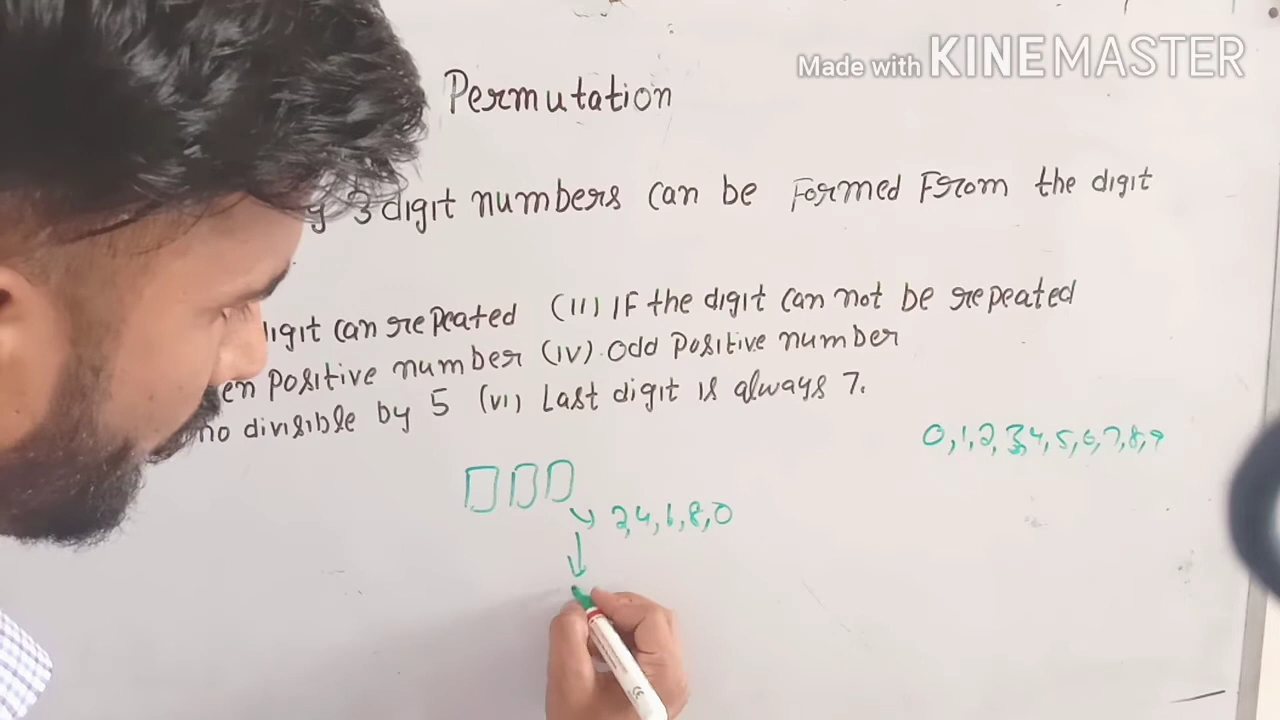 Made with KINEMASTER
Permutation
3 digit numbers can be Formed From the digit
digit can repeated (II) If the digit can not be repeated
en positive number (IV). Odd positive number
no divisible by 5 (VI) Last digit is always 7.
0,1,2,3,4,5,6,7,8,9
2,4,6,8,0